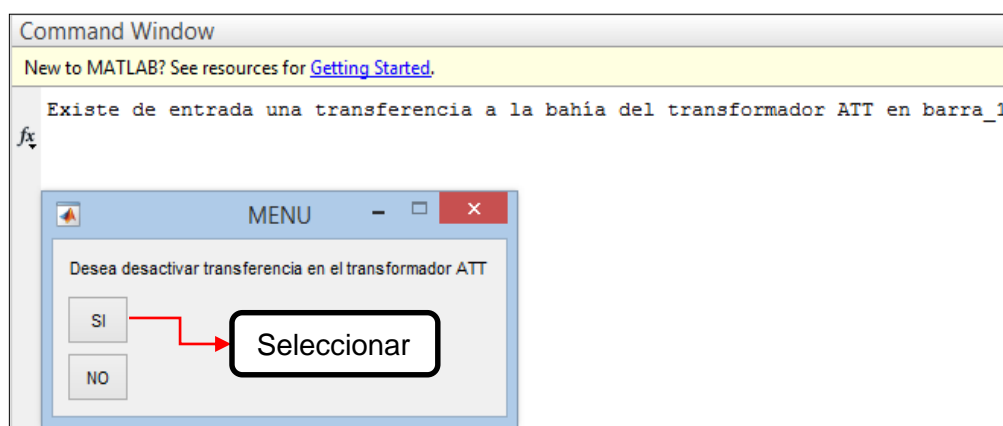 Command Window
New to MATLAB? See resources for Getting Started.
Existe de entrada una transferencia a la bahía del transformador ATT en barra_1
fx
MENU
Desea desactivar transferencia en el transformador ATT
SI
Seleccionar
NO